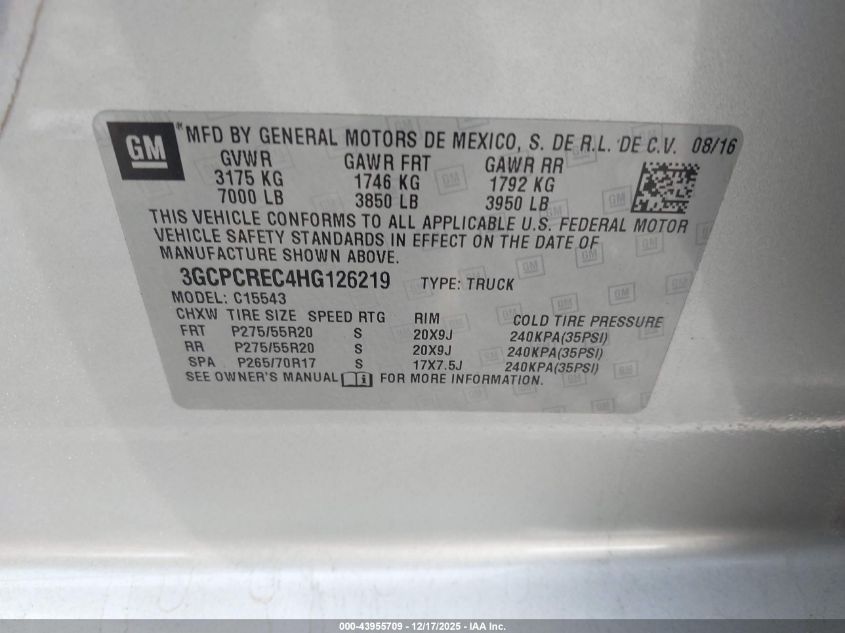 GM
MFD BY GENERAL MOTORS DE MEXICO, S. DE R.L. DE C.V. 08/16
GVWR GAWR FRT GAWR RR
3175 KG 1746 KG 1792 KG
7000 LB 3850 LB 3950 LB
THIS VEHICLE CONFORMS TO ALL APPLICABLE U.S. FEDERAL MOTOR
VEHICLE SAFETY STANDARDS IN EFFECT ON THE DATE OF
MANUFACTURE SHOWN ABOVE.
3GCPCREC4HG126219 TYPE: TRUCK
MODEL: C15543
CHXW TIRE SIZE SPEED RTG RIM COLD TIRE PRESSURE
FRT P275/55R20 S 20X9J 240KPA(35PSI)
RR P275/55R20 S 20X9J 240KPA(35PSI)
SPA P265/70R17 S 17X7.5J 240KPA(35PSI)
SEE OWNER'S MANUAL FOR MORE INFORMATION.
000-43955709 - 12/17/2025 - IAA Inc.